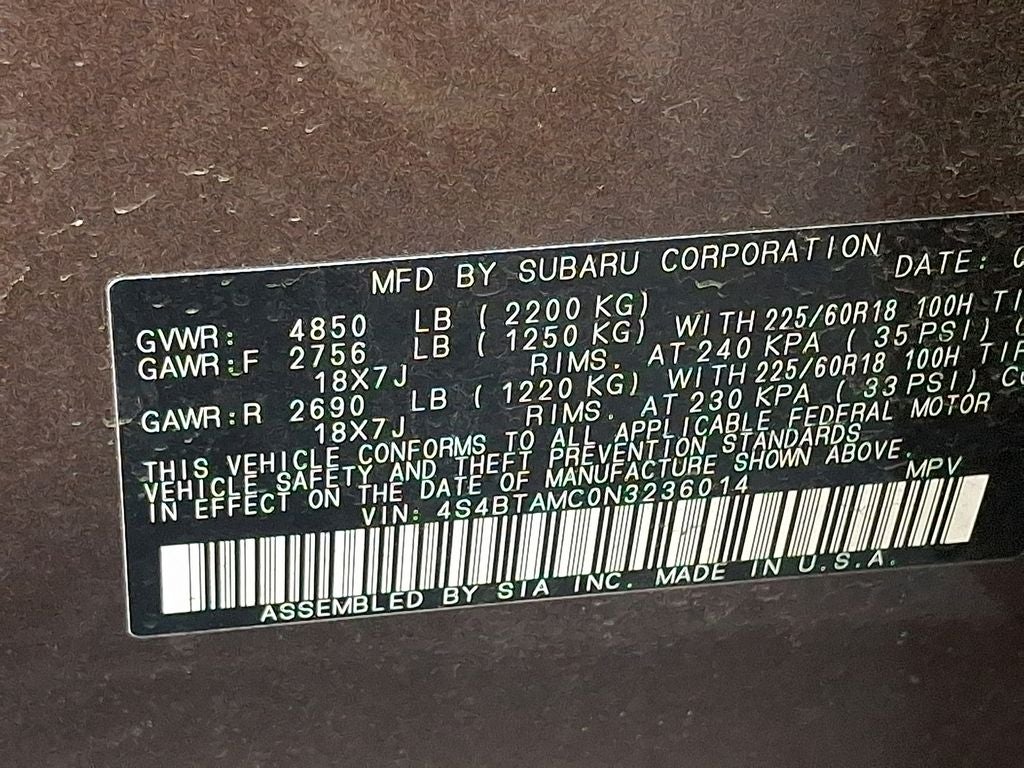 MFD BY SUBARU CORPORATION DATE:
GVWR: 4850 LB ( 2200 KG)
GAWR:F 2756 LB ( 1250 KG) WITH 225/60R18 100H
18X7J RIMS. AT 240 KPA ( 35 PSI)
GAWR:R 2690 LB ( 1220 KG) WITH 225/60R18 100H
18X7J RIMS. AT 230 KPA ( 33 PSI)
THIS VEHICLE CONFORMS TO ALL APPLICABLE FEDERAL MOTOR
VEHICLE SAFETY AND THEFT PREVENTION STANDARDS
IN EFFECT ON THE DATE OF MANUFACTURE SHOWN ABOVE.
VIN: 4S4BTAMC0N3236014 MPV
ASSEMBLED BY SIA INC. MADE IN U.S.A.